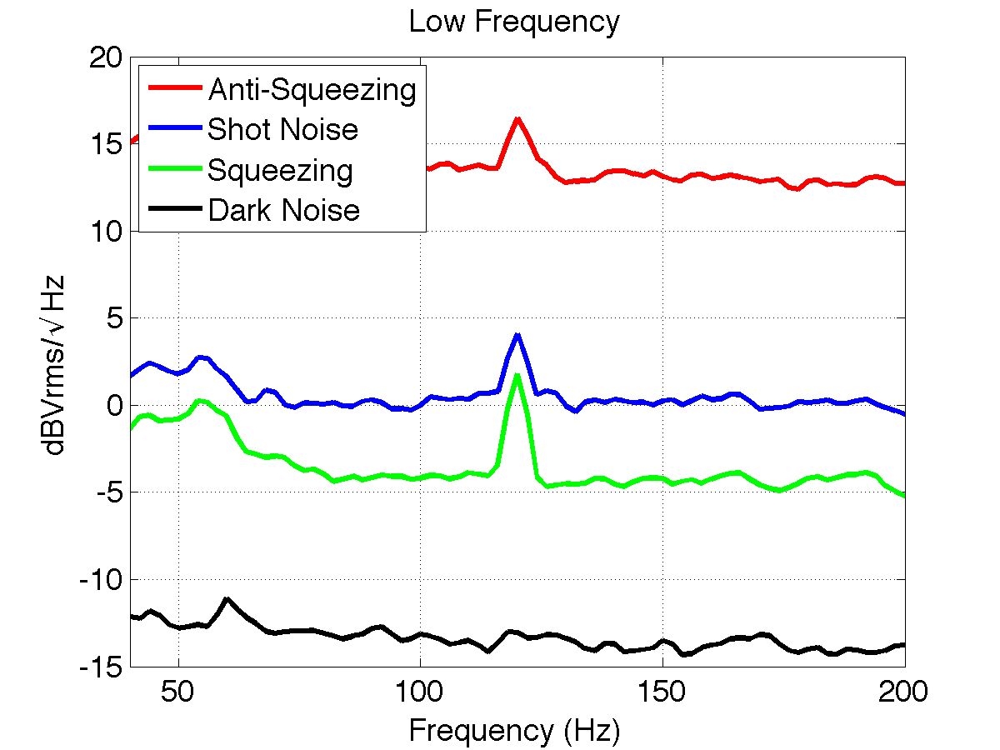 Low Frequency
20
15
10
5
0
-5
-10
-15
Anti-Squeezing
Shot Noise
Squeezing
Dark Noise
dBVrms/√ Hz
50
100
150
200
Frequency (Hz)